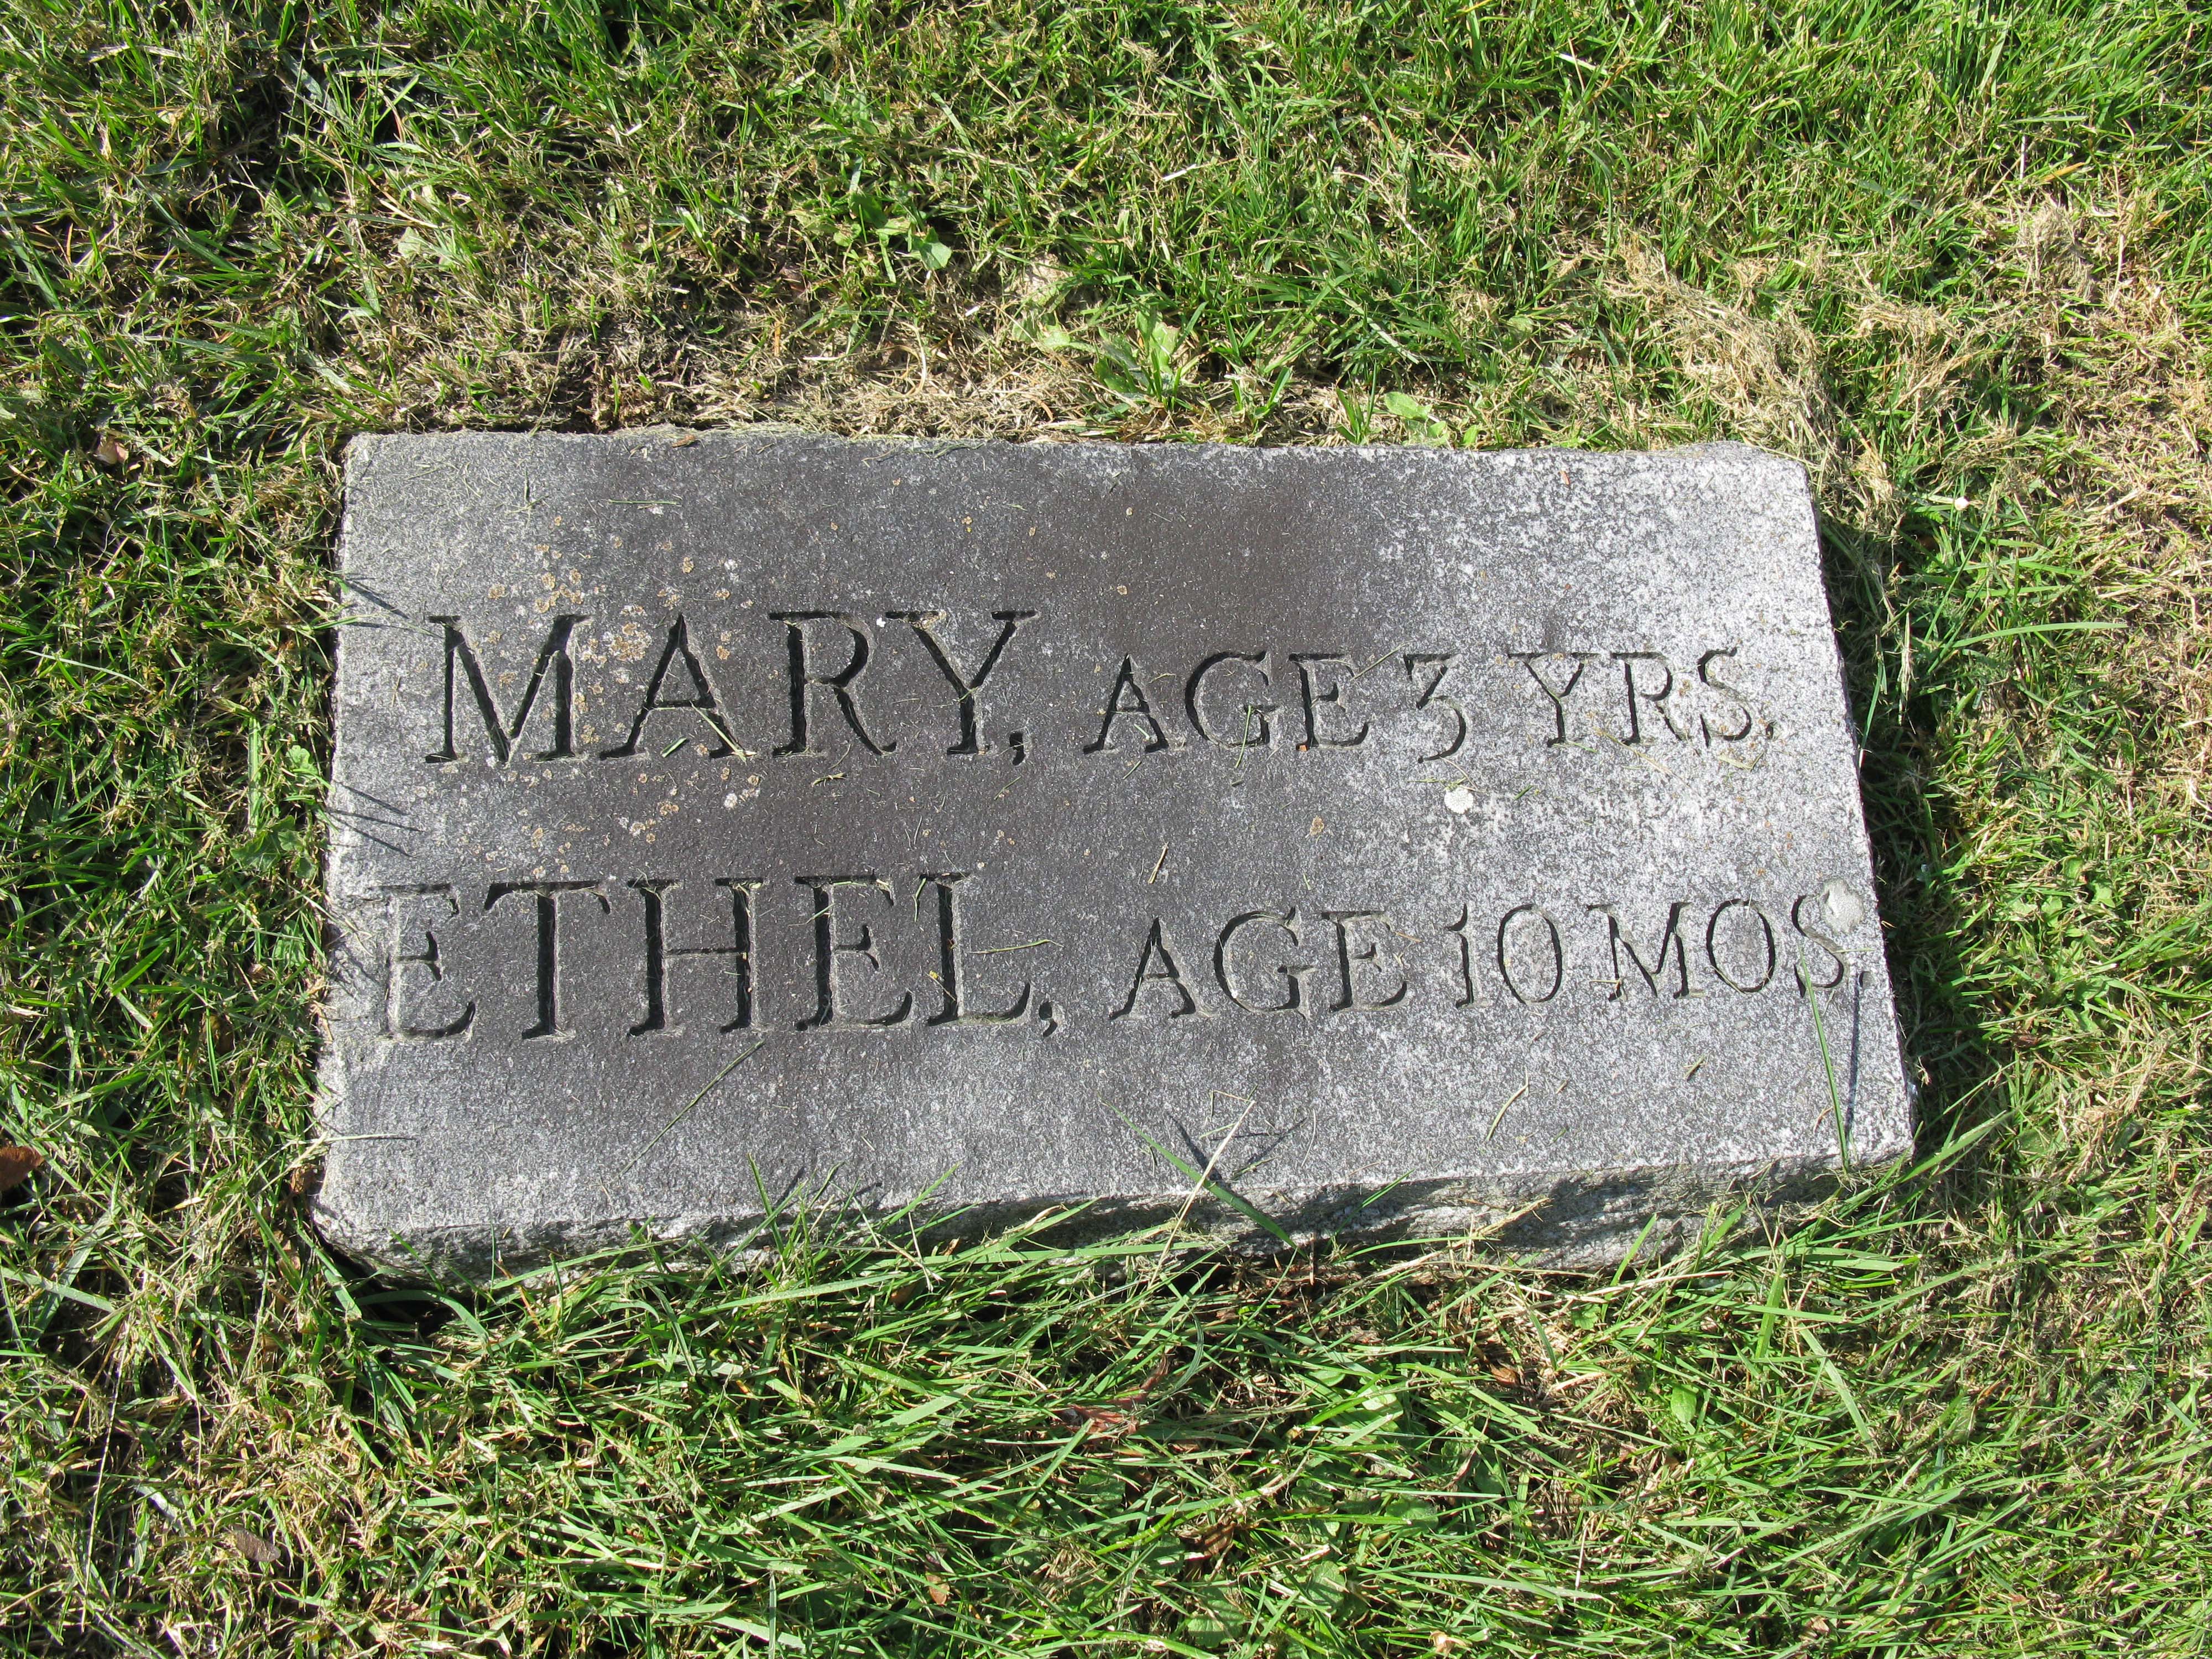 MARY, AGE 3 YRS.
ETHEL, AGE 10 MOS.